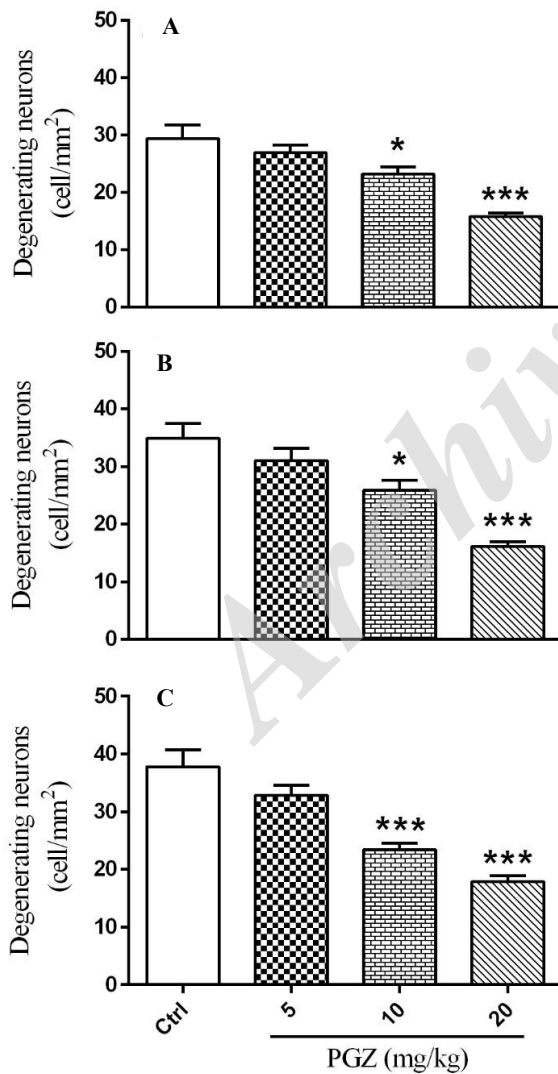 A
Degenerating neurons
(cell/mm²)
50
40
30
20
10
0
*
***
B
Degenerating neurons
(cell/mm²)
50
40
30
20
10
0
*
***
C
Degenerating neurons
(cell/mm²)
50
40
30
20
10
0
***
***
Ctrl
5
10
20
PGZ (mg/kg)
Archiv